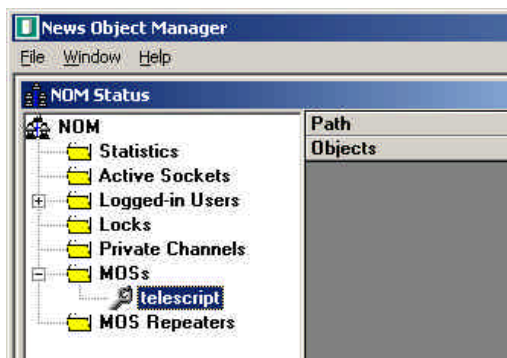 News Object Manager
File Window Help
NOM Status
NOM
Statistics
Active Sockets
Logged-in Users
Locks
Private Channels
MOSs
telescript
MOS Repeaters
Path
Objects